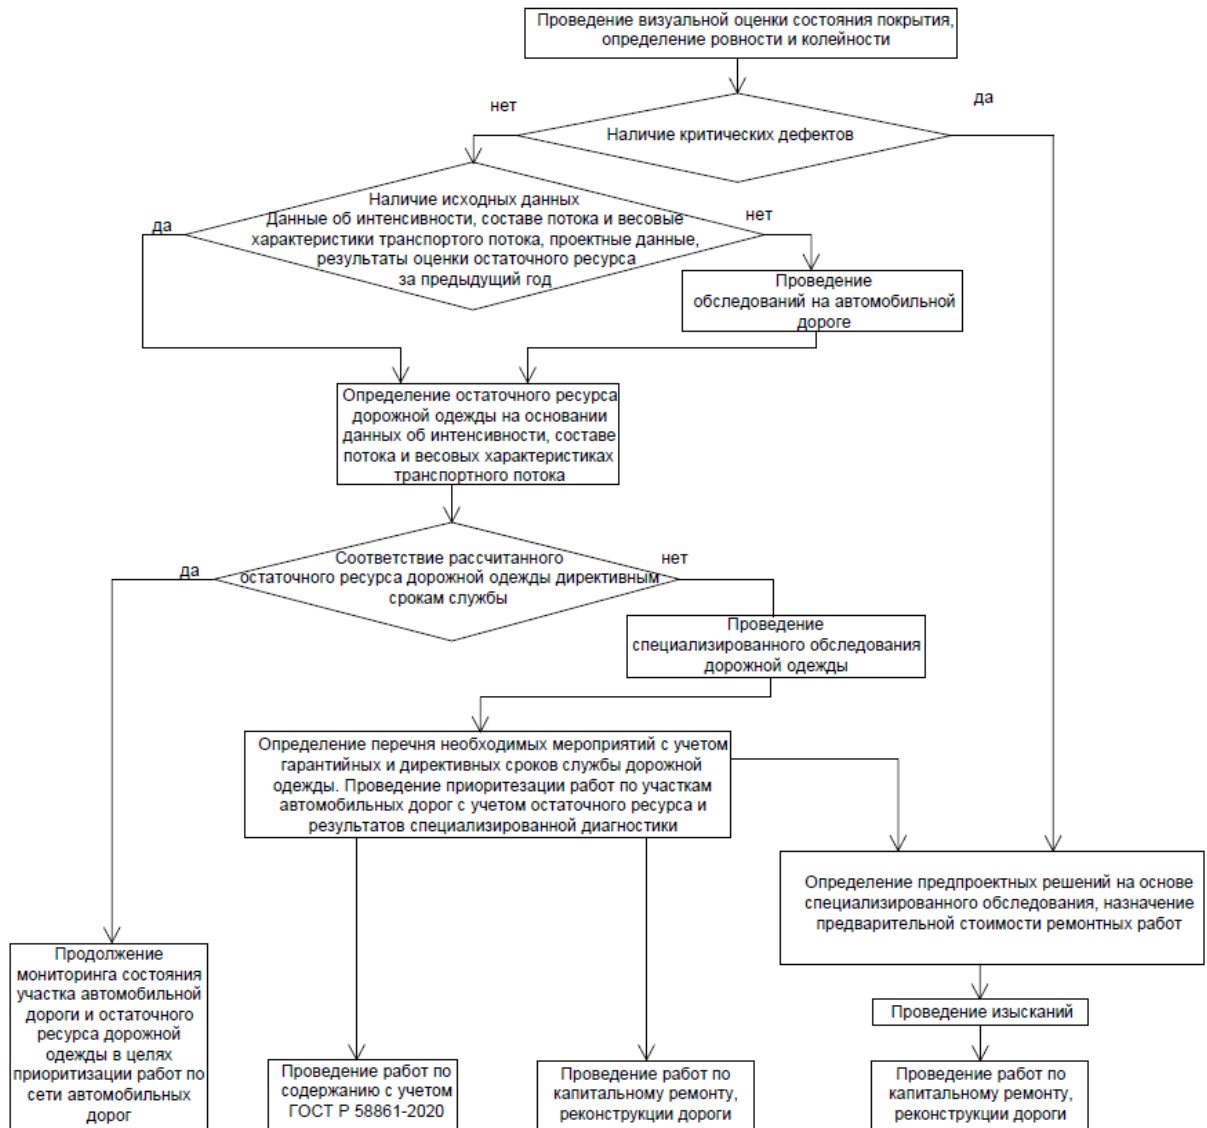 Проведение визуальной оценки состояния покрытия,
определение ровности и колейности
нет
да
Наличие критических дефектов
Наличие исходных данных
Данные об интенсивности, составе потока и весовые
характеристики транспортого потока, проектные данные,
результаты оценки остаточного ресурса
за предыдущий год
да
нет
Проведение
обследований на автомобильной
дороге
Определение остаточного ресурса
дорожной одежды на основании
данных об интенсивности, составе
потока и весовых характеристиках
транспортного потока
Соответствие рассчитанного
остаточного ресурса дорожной одежды директивным
срокам службы
да
нет
Проведение
специализированного обследования
дорожной одежды
Определение перечня необходимых мероприятий с учетом
гарантийных и директивных сроков службы дорожной
одежды. Проведение приоритезации работ по участкам
автомобильных дорог с учетом остаточного ресурса и
результатов специализированной диагностики
Определение предпроектных решений на основе
специализированного обследования, назначение
предварительной стоимости ремонтных работ
Продолжение
мониторинга состояния
участка автомобильной
дороги и остаточного
ресурса дорожной
одежды в целях
приоритизации работ по
сети автомобильных
дорог
Проведение изысканий
Проведение работ по
содержанию с учетом
ГОСТ Р 58861-2020
Проведение работ по
капитальному ремонту,
реконструкции дороги
Проведение работ по
капитальному ремонту,
реконструкции дороги